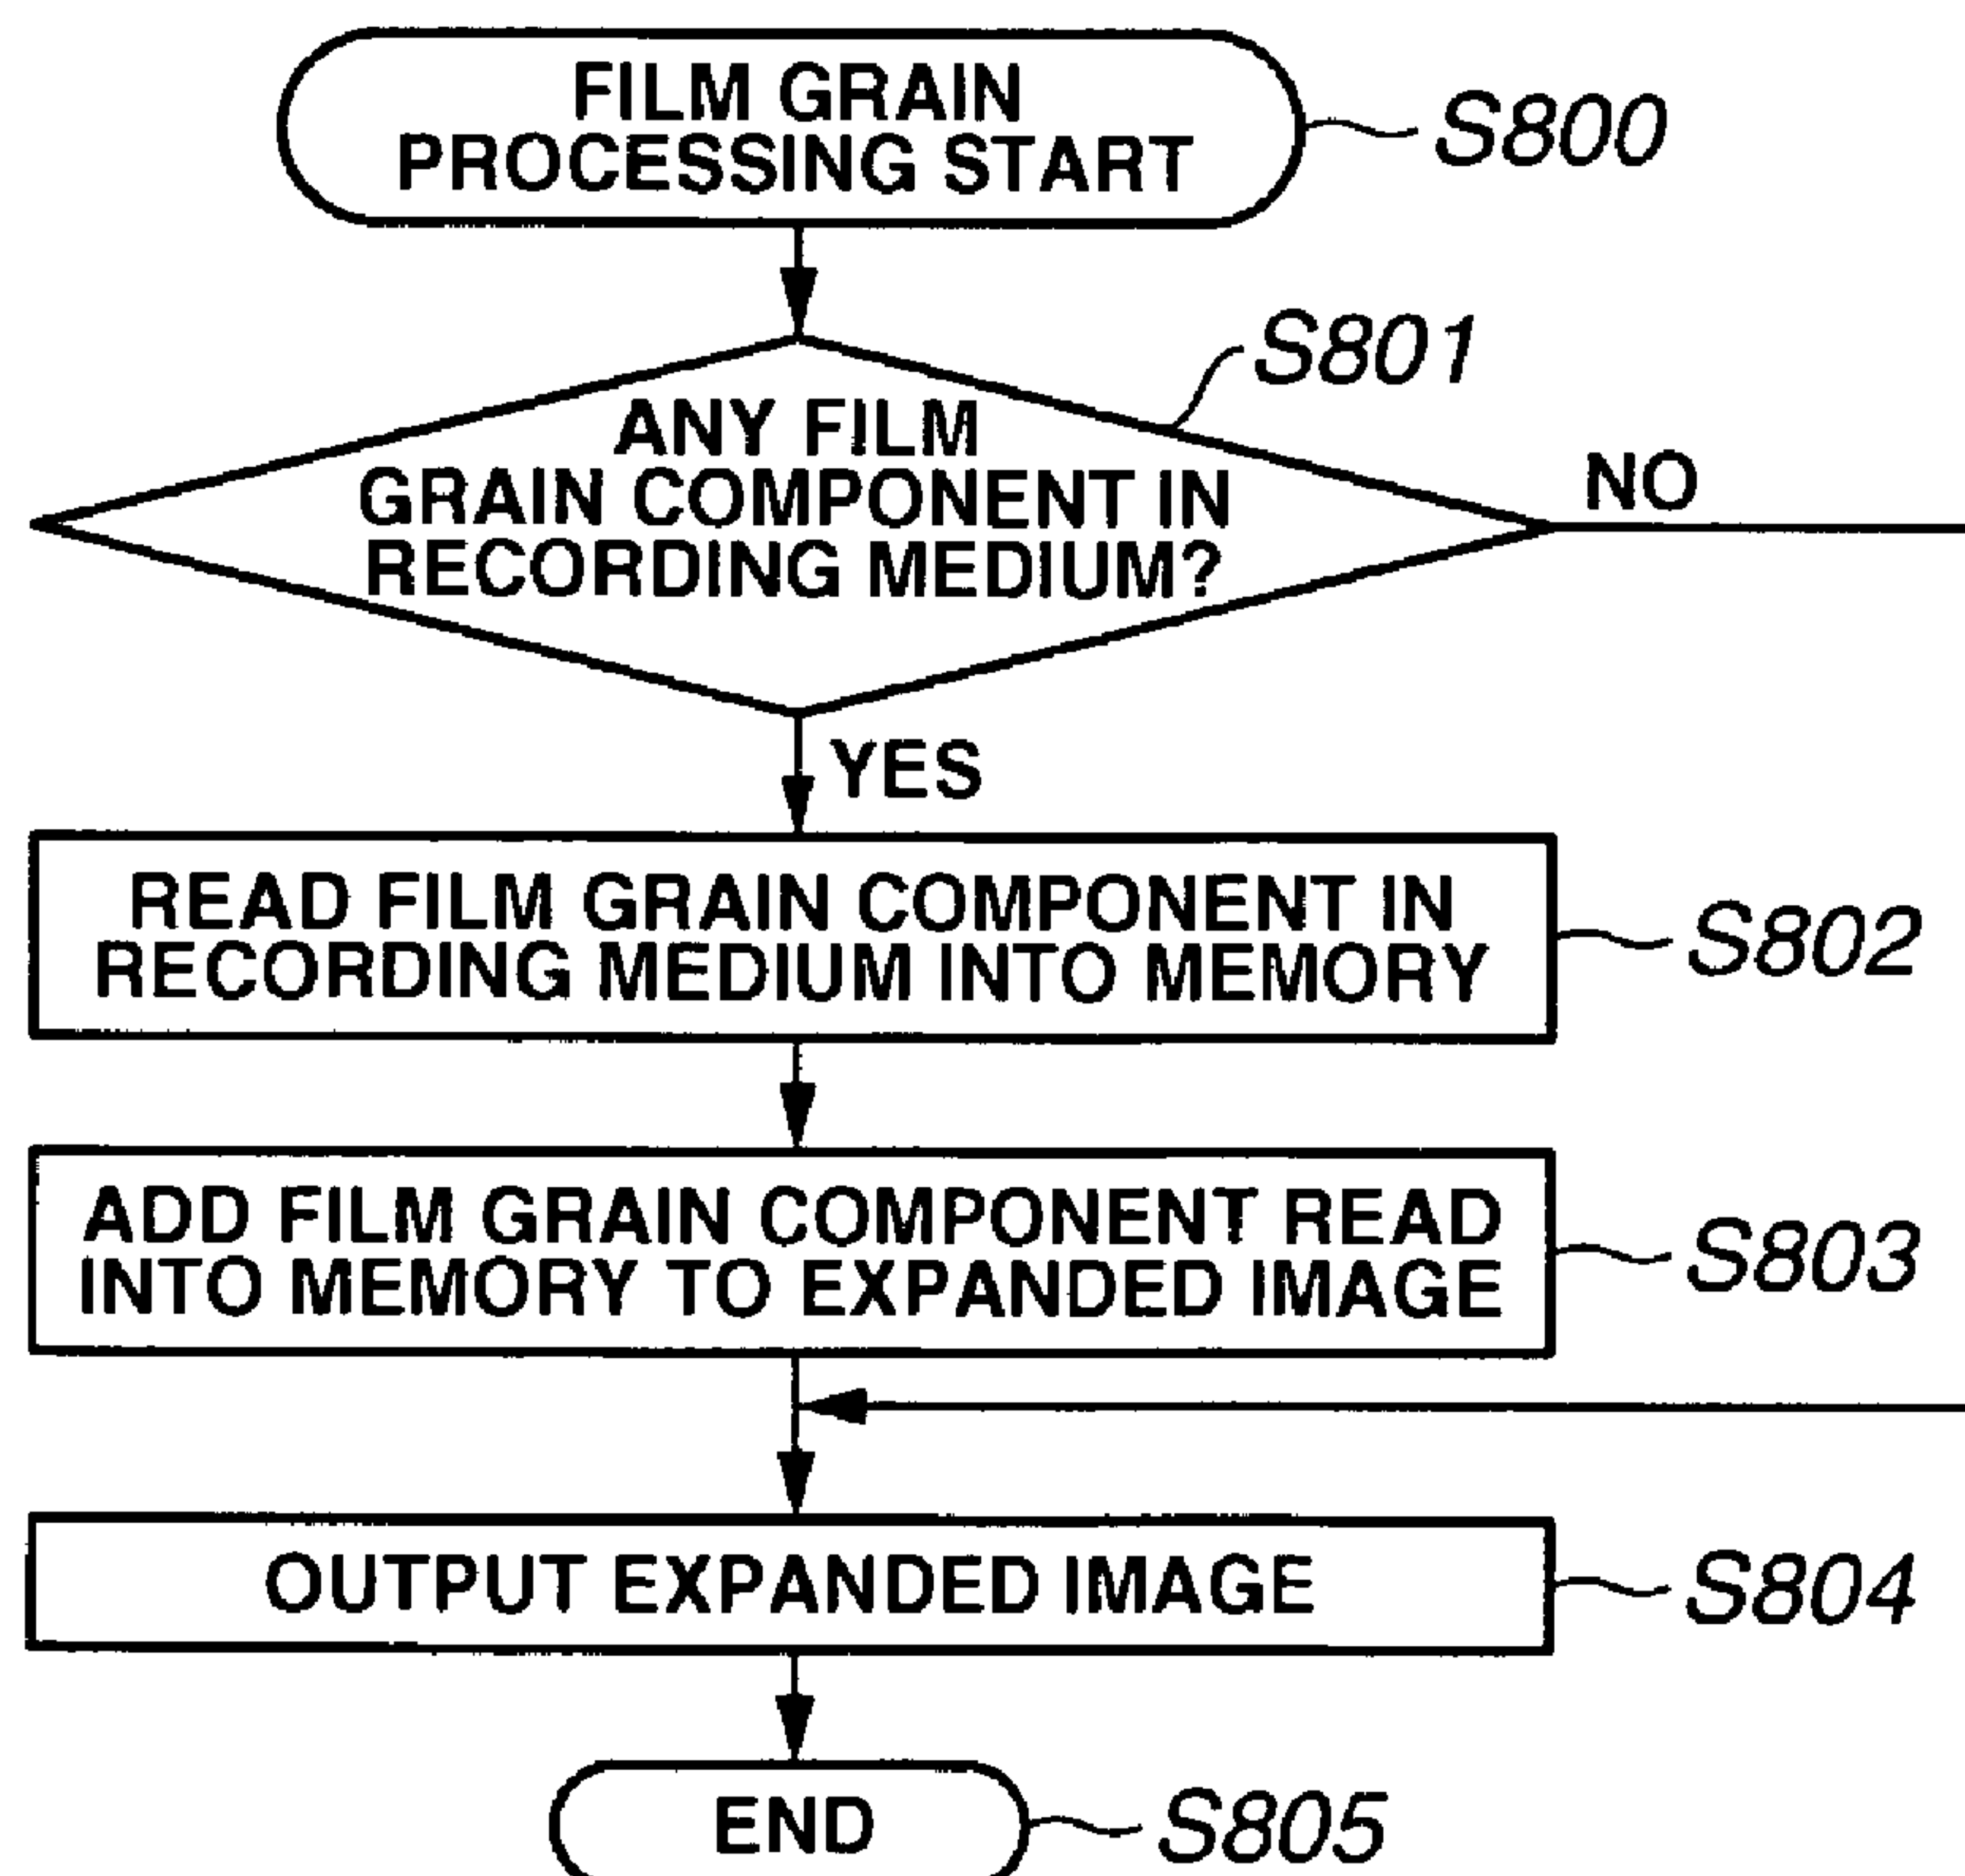 FILM GRAIN
PROCESSING START
S800
S801
ANY FILM
GRAIN COMPONENT IN
RECORDING MEDIUM?
NO
YES
READ FILM GRAIN COMPONENT IN
RECORDING MEDIUM INTO MEMORY
S802
ADD FILM GRAIN COMPONENT READ
INTO MEMORY TO EXPANDED IMAGE
S803
OUTPUT EXPANDED IMAGE
S804
END
S805